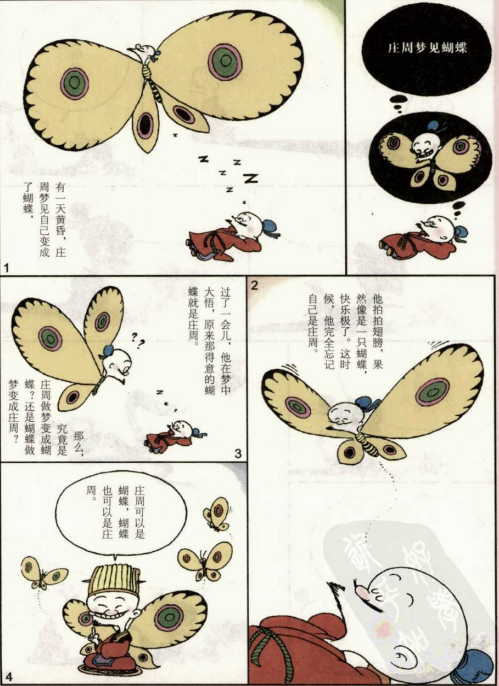 庄周梦见蝴蝶
z z z z z
有一天黄昏，庄
周梦见自己变成
了蝴蝶，
1
2
他拍拍翅膀，果
然像是一只蝴蝶，
快乐极了。这时
候，他完全忘记
自己是庄周。
过了一会儿，他在梦中
大悟，原来那得意的蝴
蝶就是庄周。
??
z z
那么，
究竟是
庄周做梦变成蝴
蝶？还是蝴蝶做
梦变成庄周？
3
庄周可以是
蝴蝶，蝴蝶
也可以是庄
周。
4